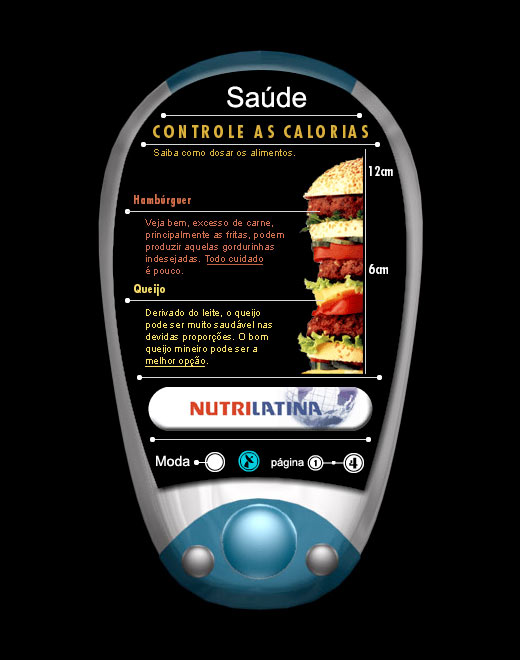 Saúde
CONTROLE AS CALORIAS
Saiba como dosar os alimentos.
12cm
Hambúrguer
Veja bem, excesso de carne,
principalmente as fritas, podem
produzir aquelas gordurinhas
indesejadas. Todo cuidado
é pouco.
6cm
Queijo
Derivado do leite, o queijo
pode ser muito saudável nas
devidas proporções. O bom
queijo mineiro pode ser a
melhor opção.
NUTRILATINA
Moda página 1 4